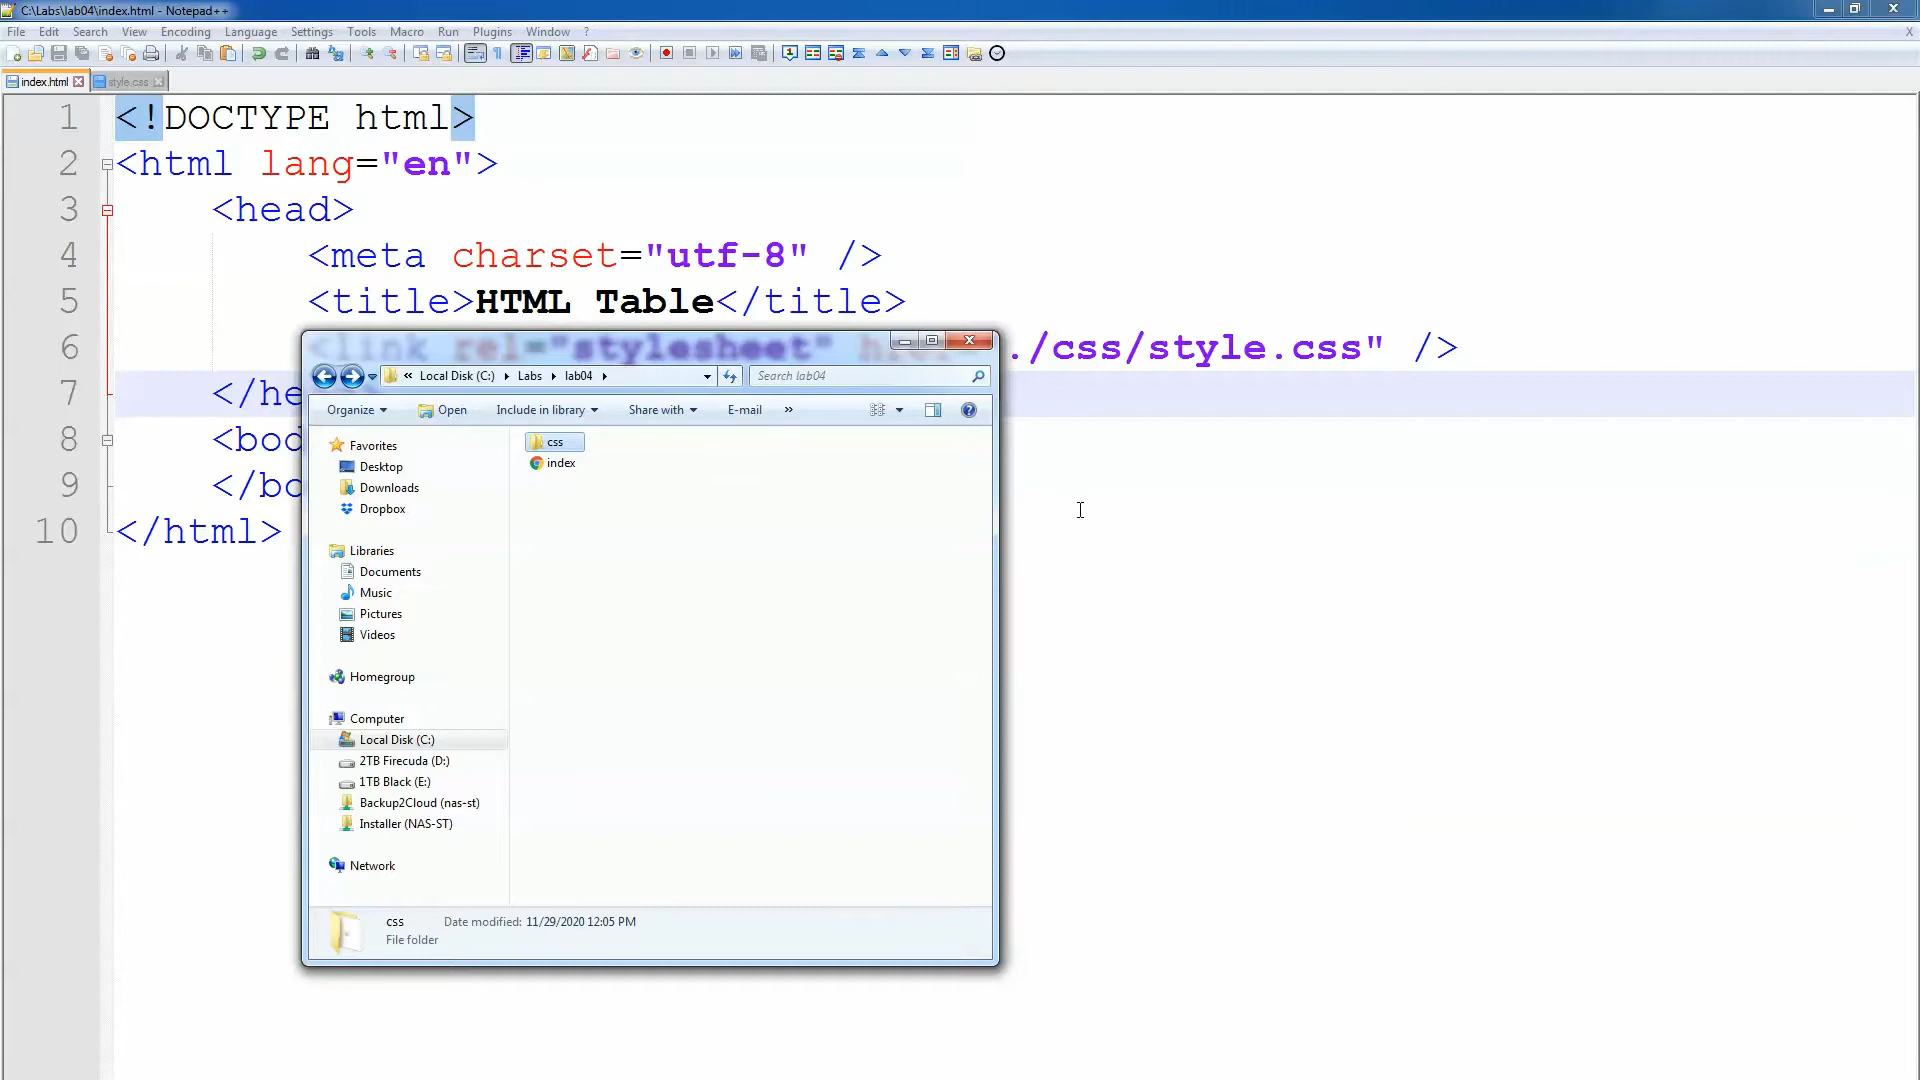 C:\Labs\lab04\index.html - Notepad++
File Edit Search View Encoding Language Settings Tools Macro Run Plugins Window ? X
index.html style.css
1 <!DOCTYPE html>
2 <html lang="en">
3 <head>
4 <meta charset="utf-8" />
5 <title>HTML Table</title>
6 <link rel="stylesheet" ./css/style.css" />
7 </he
8 <bod
9 </bo
10 </html>
« Local Disk (C:) Labs lab04
Search lab04
Organize Open Include in library Share with E-mail »
Favorites
Desktop
Downloads
Dropbox
Libraries
Documents
Music
Pictures
Videos
Homegroup
Computer
Local Disk (C:)
2TB Firecuda (D:)
1TB Black (E:)
Backup2Cloud (nas-st)
Installer (NAS-ST)
Network
css
index
css Date modified: 11/29/2020 12:05 PM
File folder